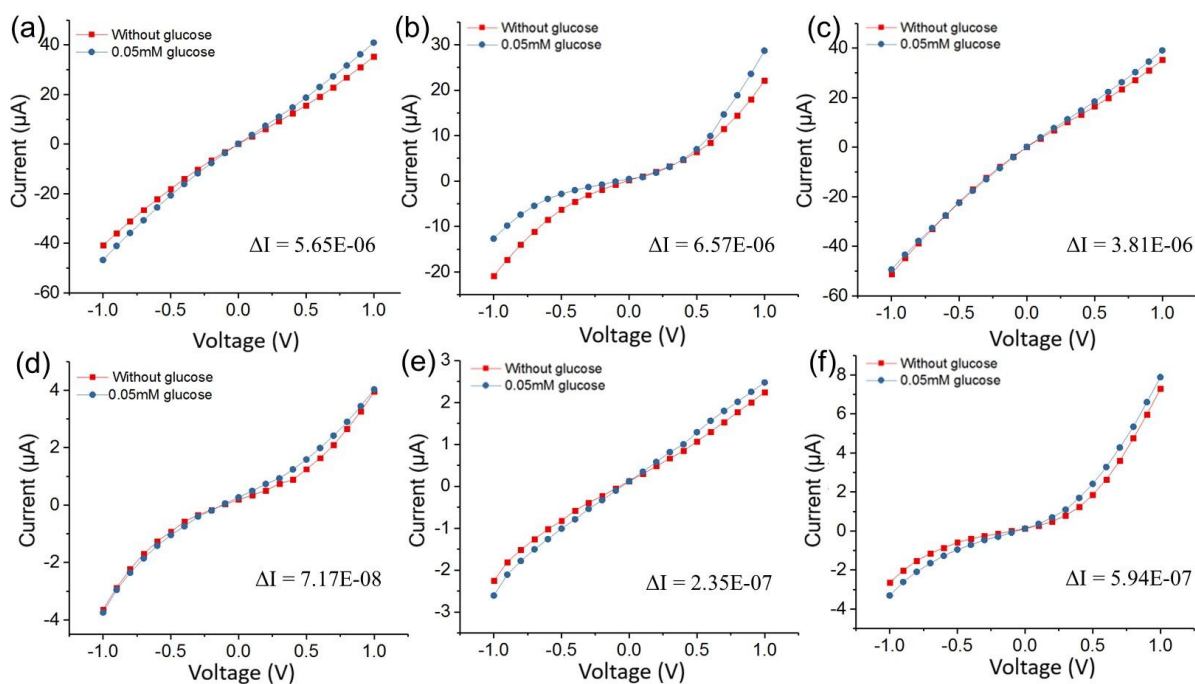 (a)
Without glucose
0.05mM glucose
40
20
0
-20
-40
-60
Current (µA)
ΔI = 5.65E-06
-1.0 -0.5 0.0 0.5 1.0
Voltage (V)
(b)
Without glucose
0.05mM glucose
30
20
10
0
-10
-20
Current (µA)
ΔI = 6.57E-06
-1.0 -0.5 0.0 0.5 1.0
Voltage (V)
(c)
Without glucose
0.05mM glucose
40
20
0
-20
-40
-60
Current (µA)
ΔI = 3.81E-06
-1.0 -0.5 0.0 0.5 1.0
Voltage (V)
(d)
Without glucose
0.05mM glucose
4
2
0
-2
-4
Current (µA)
ΔI = 7.17E-08
-1.0 -0.5 0.0 0.5 1.0
Voltage (V)
(e)
Without glucose
0.05mM glucose
3
2
1
0
-1
-2
-3
Current (µA)
ΔI = 2.35E-07
-1.0 -0.5 0.0 0.5 1.0
Voltage (V)
(f)
Without glucose
0.05mM glucose
8
6
4
2
0
-2
-4
Current (µA)
ΔI = 5.94E-07
-1.0 -0.5 0.0 0.5 1.0
Voltage (V)